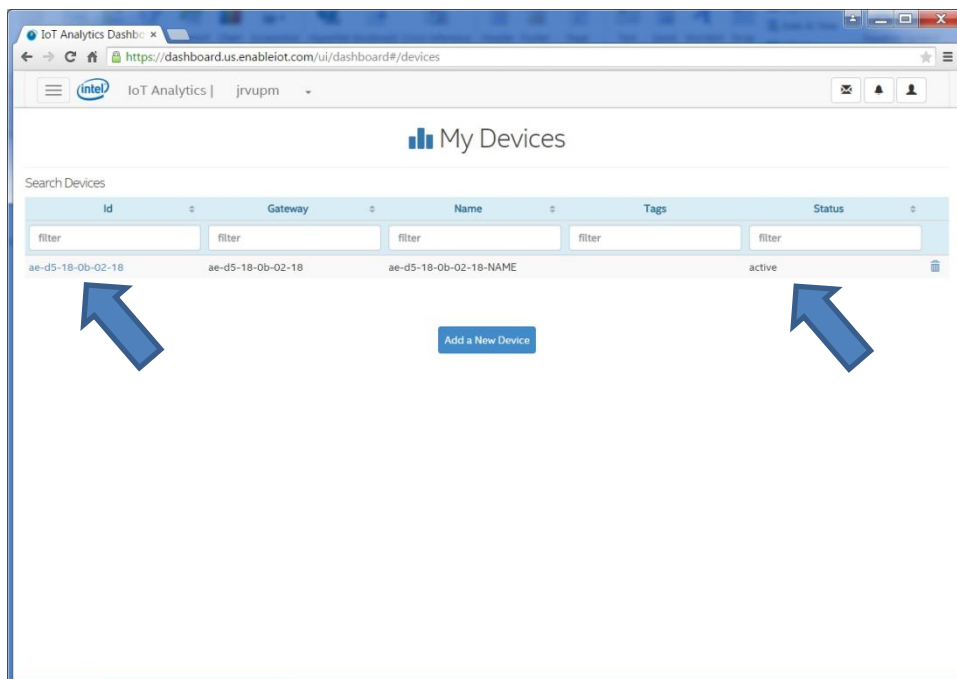 IoT Analytics Dashbo ×
https://dashboard.us.enableiot.com/ui/dashboard#/devices
intel IoT Analytics | jrvupm
My Devices
Search Devices
Id Gateway Name Tags Status
filter filter filter filter filter
ae-d5-18-0b-02-18 ae-d5-18-0b-02-18 ae-d5-18-0b-02-18-NAME active
Add a New Device